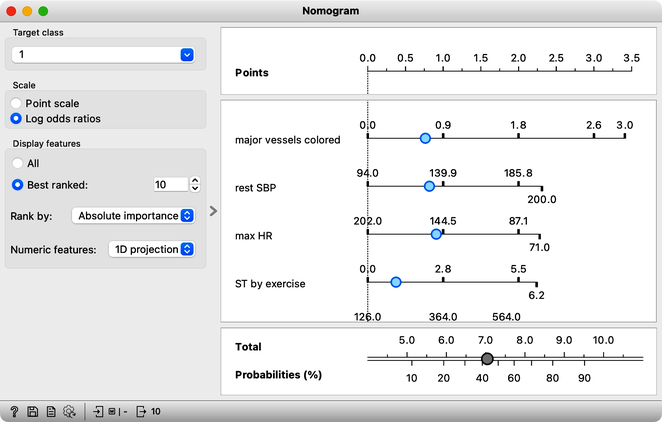 Nomogram
Target class
1
Scale
Point scale
Log odds ratios
Display features
All
Best ranked: 10
Rank by: Absolute importance
Numeric features: 1D projection
0.0 0.5 1.0 1.5 2.0 2.5 3.0 3.5
Points
0.0 0.9 1.8 2.6 3.0
major vessels colored
94.0 139.9 185.8
rest SBP
200.0
202.0 144.5 87.1
max HR
71.0
0.0 2.8 5.5
ST by exercise
6.2
126.0 364.0 564.0
5.0 6.0 7.0 8.0 9.0 10.0
Total
Probabilities (%)
10 20 40 60 80 90
? | - 10